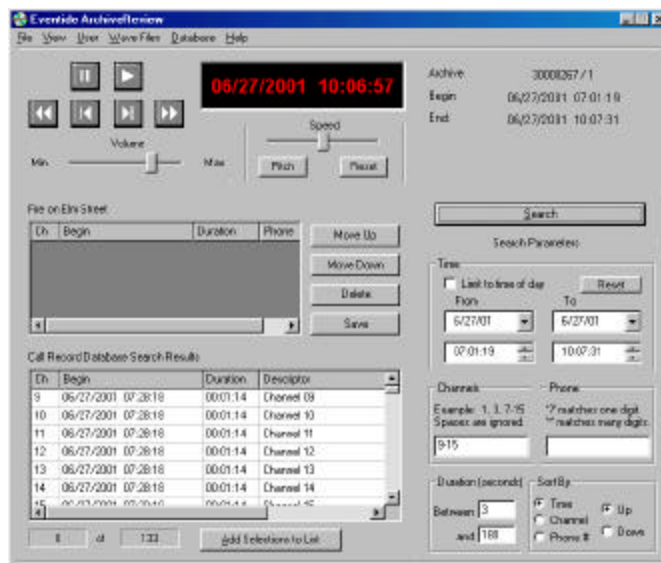 Eventide ArchiveReview
File View User Wave Files Database Help
06/27/2001 10:06:57
Archive: 30008267 / 1
Begin: 06/27/2001 07:01:19
End: 06/27/2001 10:07:31
Volume
Min Max
Speed
Pitch Reset
Fire on Elm Street
Ch Begin Duration Phone
Move Up
Move Down
Delete
Save
Search
Search Parameters
Time
Limit to time of day Reset
From To
6/27/01 6/27/01
07:01:19 10:07:31
Call Record Database Search Results
Ch Begin Duration Descriptor
9 06/27/2001 07:28:18 00:01:14 Channel 09
10 06/27/2001 07:28:18 00:01:14 Channel 10
11 06/27/2001 07:28:18 00:01:14 Channel 11
12 06/27/2001 07:28:18 00:01:14 Channel 12
13 06/27/2001 07:28:18 00:01:14 Channel 13
14 06/27/2001 07:28:18 00:01:14 Channel 14
Channels
Example: 1, 3, 7-15
Spaces are ignored.
9-15
Phone
'?' matches one digit.
'*' matches many digits.
Duration (seconds)
Between 3
and 180
Sort By
Time Up
Channel
Phone # Down
of 133 Add Selections to List